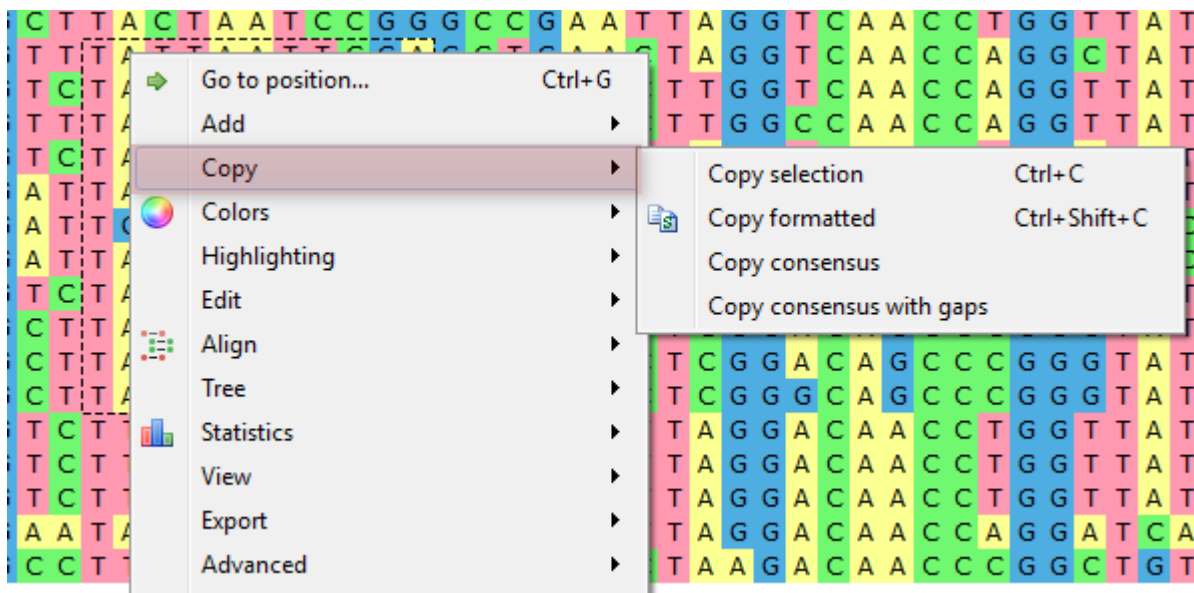 C T T A C T A A T C C G G G C C G A A T T A G G T C A A C C T G G T T A T
T T T A T T A A T T C G A G C T G A A C T A G G T C A A C C A G G C T A T
T C T T T G G T C A A C C A G G T T A T
T T T T T G G C C A A C C A G G T T A T
T C T
A T T
A T T
A T T
T C T
C T T
C T T T C G G A C A G C C C G G G T A T
C T T T C G G G C A G C C C G G G T A T
T C T T A G G A C A A C C T G G T T A T
T C T T A G G A C A A C C T G G T T A T
T C T T A G G A C A A C C T G G T T A T
A A T T A G G A C A A C C A G G A T C A
C C T T A A G A C A A C C C G G C T G T
Go to position... Ctrl+G
Add
Copy
Colors
Highlighting
Edit
Align
Tree
Statistics
View
Export
Advanced
Copy selection Ctrl+C
Copy formatted Ctrl+Shift+C
Copy consensus
Copy consensus with gaps